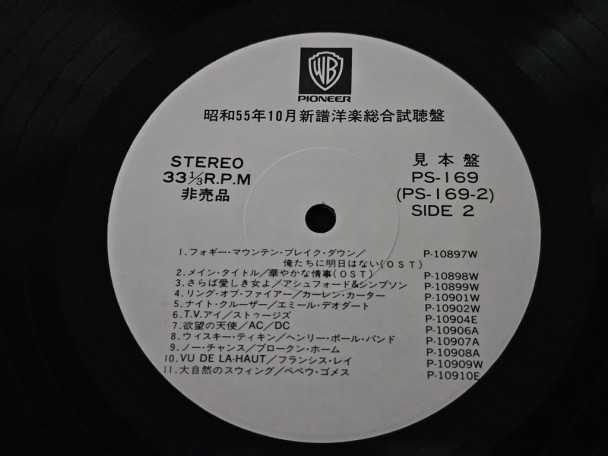 WB
PIONEER
昭和55年10月新譜洋楽総合試聴盤
STEREO
33⅓R.P.M
非売品
見本盤
PS-169
(PS-169-2)
SIDE 2
1. フォギー・マウンテン・ブレイク・ダウン/
俺たちに明日はない(OST) P-10897W
2. メイン・タイトル/華やかな情事(OST) P-10898W
3. さらば愛しき女よ/アシュフォード&シンプソン P-10899W
4. リング・オブ・ファイアー/カーレン・カーター P-10901W
5. ナイト・クルーザー/エミール・デオダート P-10902W
6. T.V.アイ/ストゥージズ P-10904E
7. 欲望の天使/AC/DC P-10906A
8. ウィスキー・ティキン/ヘンリー・ポール・バンド P-10907A
9. ノー・チャンス/ブロークン・ホーム P-10908A
10. VU DE LA-HAUT/フランシス・レイ P-10909W
11. 大自然のスウィング/ペペウ・ゴメス P-10910E